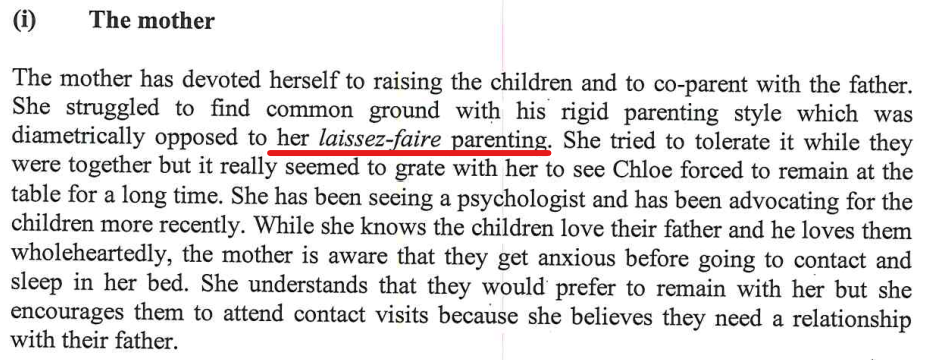 (i) The mother
The mother has devoted herself to raising the children and to co-parent with the father.
She struggled to find common ground with his rigid parenting style which was
diametrically opposed to her laissez-faire parenting. She tried to tolerate it while they
were together but it really seemed to grate with her to see Chloe forced to remain at the
table for a long time. She has been seeing a psychologist and has been advocating for the
children more recently. While she knows the children love their father and he loves them
wholeheartedly, the mother is aware that they get anxious before going to contact and
sleep in her bed. She understands that they would prefer to remain with her but she
encourages them to attend contact visits because she believes they need a relationship
with their father.